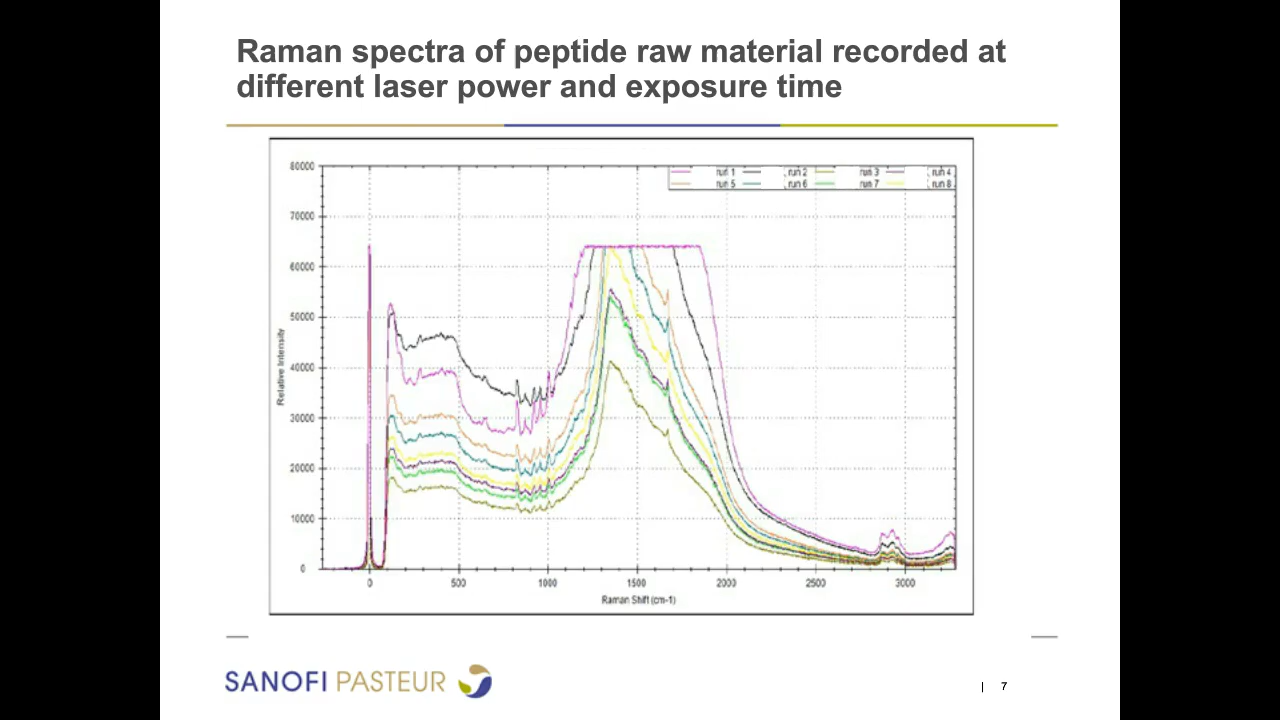 Raman spectra of peptide raw material recorded at
different laser power and exposure time
80000
70000
60000
50000
40000
30000
20000
10000
0
Relative Intensity
run 1 run 2 run 3 run 4
run 5 run 6 run 7 run 8
0 500 1000 1500 2000 2500 3000
Raman Shift (cm-1)
SANOFI PASTEUR
| 7